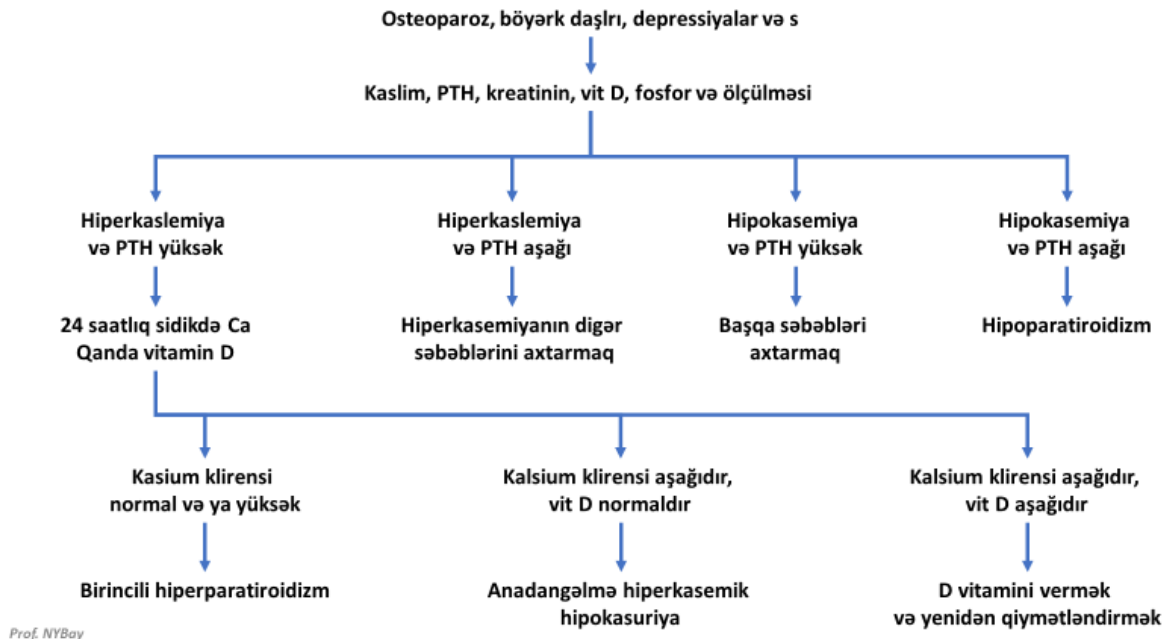 Osteoparoz, böyərk daşlrı, depressiyalar və s
Kaslim, PTH, kreatinin, vit D, fosfor və ölçülməsi
Hiperkaslemiya
və PTH yüksək
Hiperkaslemiya
və PTH aşağı
Hipokasemiya
və PTH yüksək
Hipokasemiya
və PTH aşağı
24 saatlıq sidikdə Ca
Qanda vitamin D
Hiperkasemiyanın digər
səbəblərini axtarmaq
Başqa səbəbləri
axtarmaq
Hipoparatiroidizm
Kasium klirensi
normal və ya yüksək
Kalsium klirensi aşağıdır,
vit D normaldır
Kalsium klirensi aşağıdır,
vit D aşağıdır
Birincili hiperparatiroidizm
Anadangəlmə hiperkasemik
hipokasuriya
D vitamini vermək
və yenidən qiymətləndirmək
Prof. NYBay